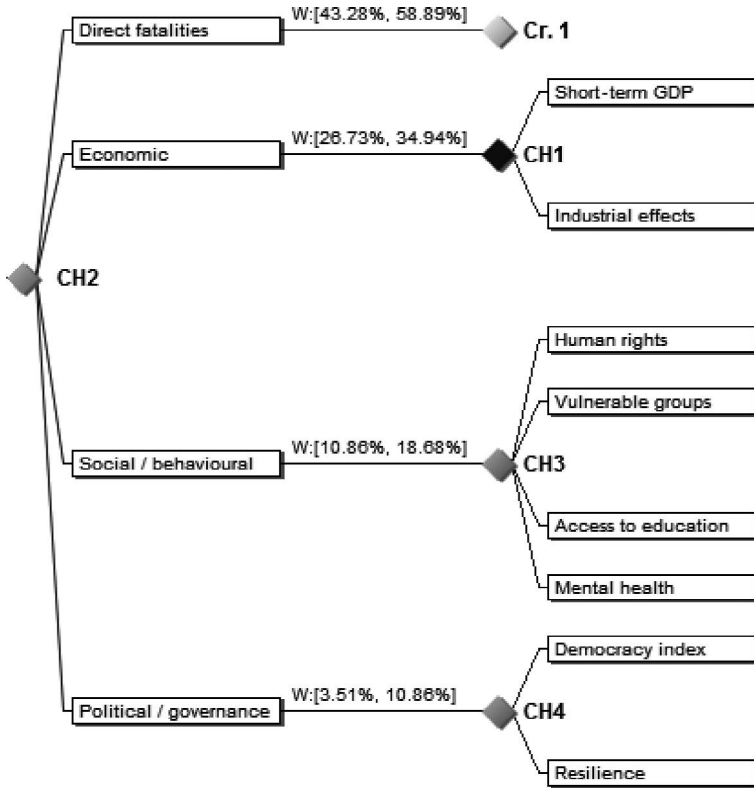 Direct fatalities
W:[43.28%, 58.89%]
Cr. 1
Short-term GDP
Economic
W:[26.73%, 34.94%]
CH1
Industrial effects
CH2
Human rights
Vulnerable groups
Social / behavioural
W:[10.86%, 18.68%]
CH3
Access to education
Mental health
Democracy index
Political / governance
W:[3.51%, 10.86%]
CH4
Resilience